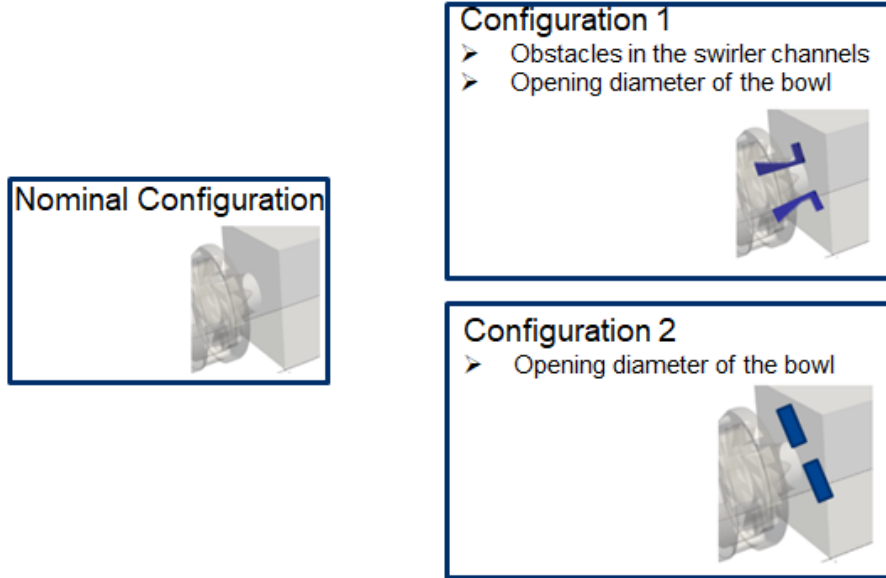 Nominal Configuration
Configuration 1
➢ Obstacles in the swirler channels
➢ Opening diameter of the bowl
Configuration 2
➢ Opening diameter of the bowl